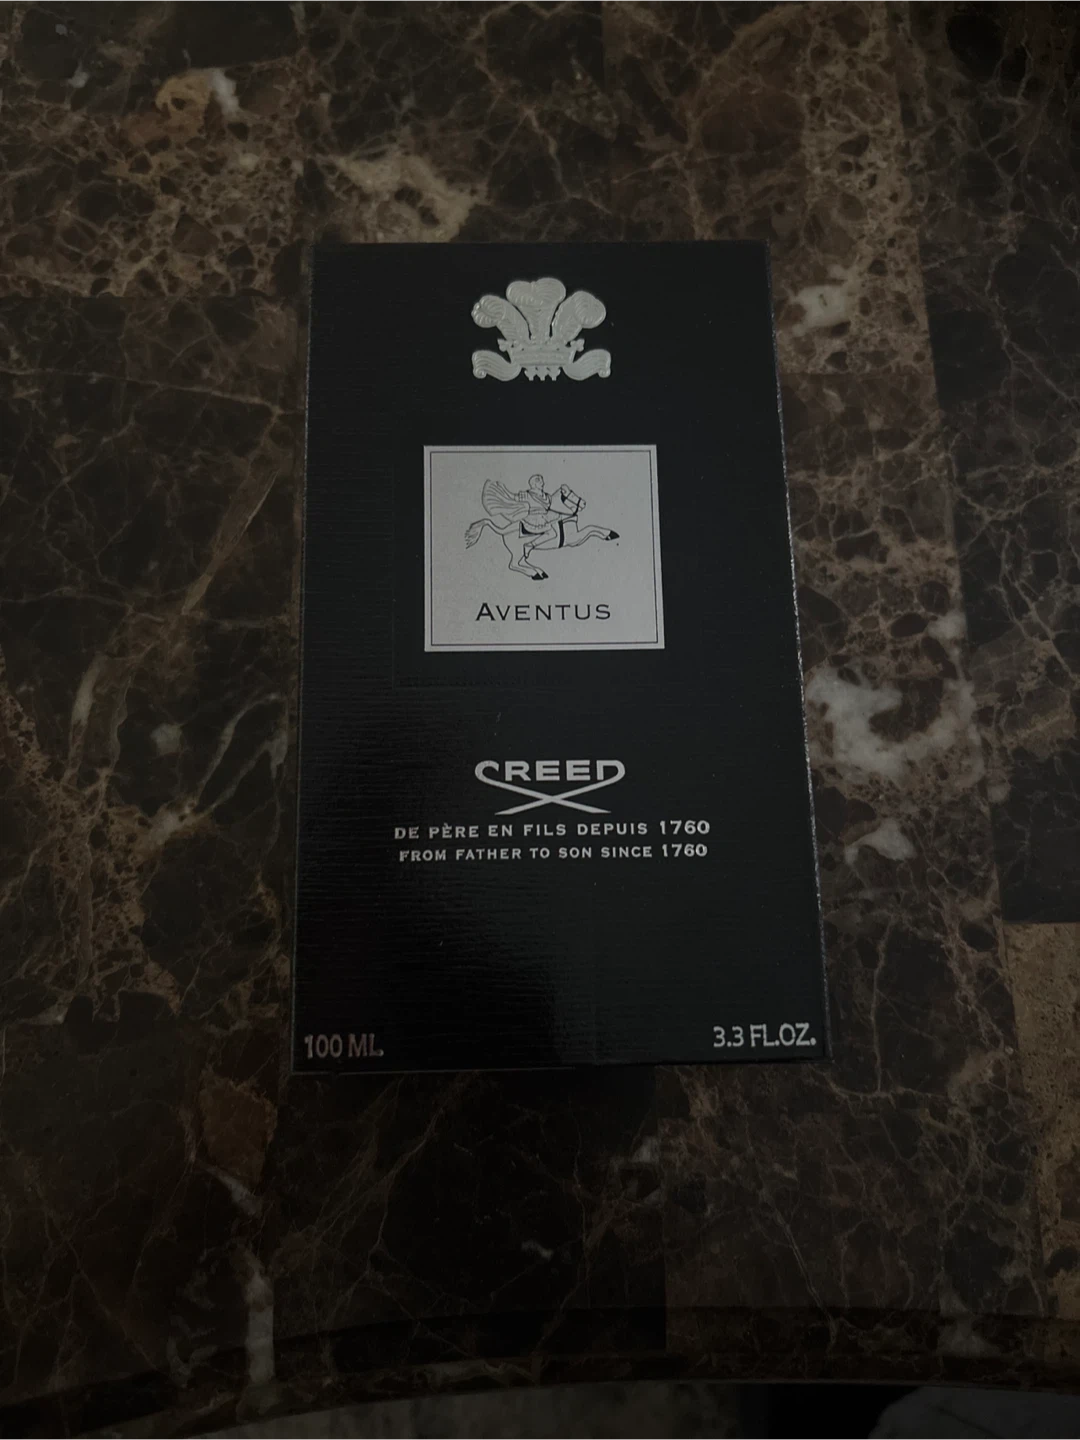 AVENTUS
CREED
DE PÈRE EN FILS DEPUIS 1760
FROM FATHER TO SON SINCE 1760
100 ML
3.3 FL.OZ.